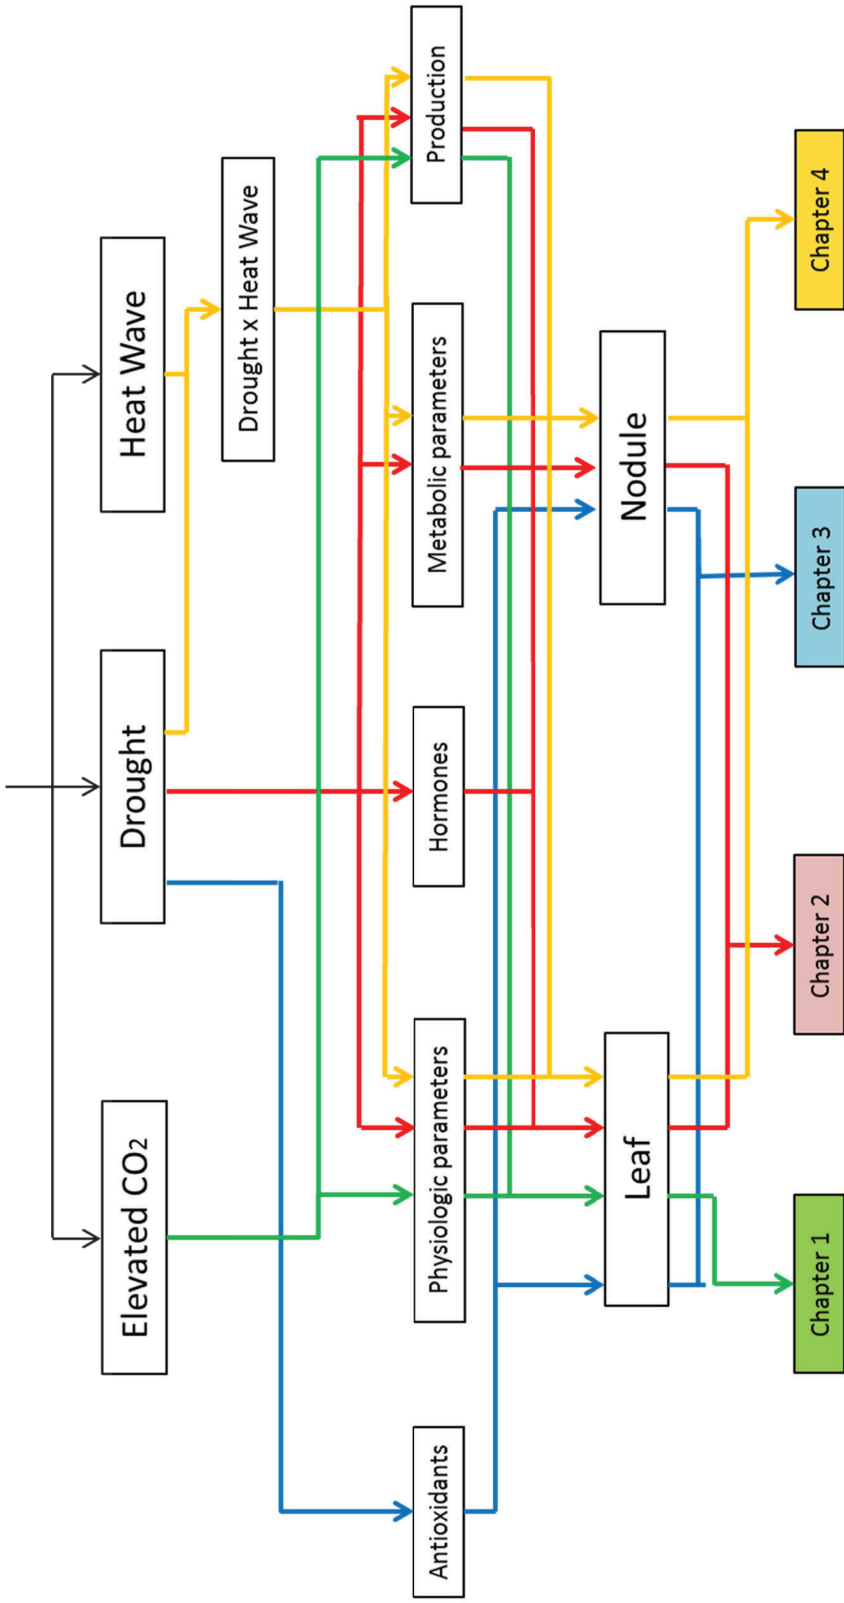 Elevated CO2
Drought
Heat Wave
Drought x Heat Wave
Antioxidants
Physiologic parameters
Hormones
Metabolic parameters
Production
Leaf
Nodule
Chapter 1
Chapter 2
Chapter 3
Chapter 4